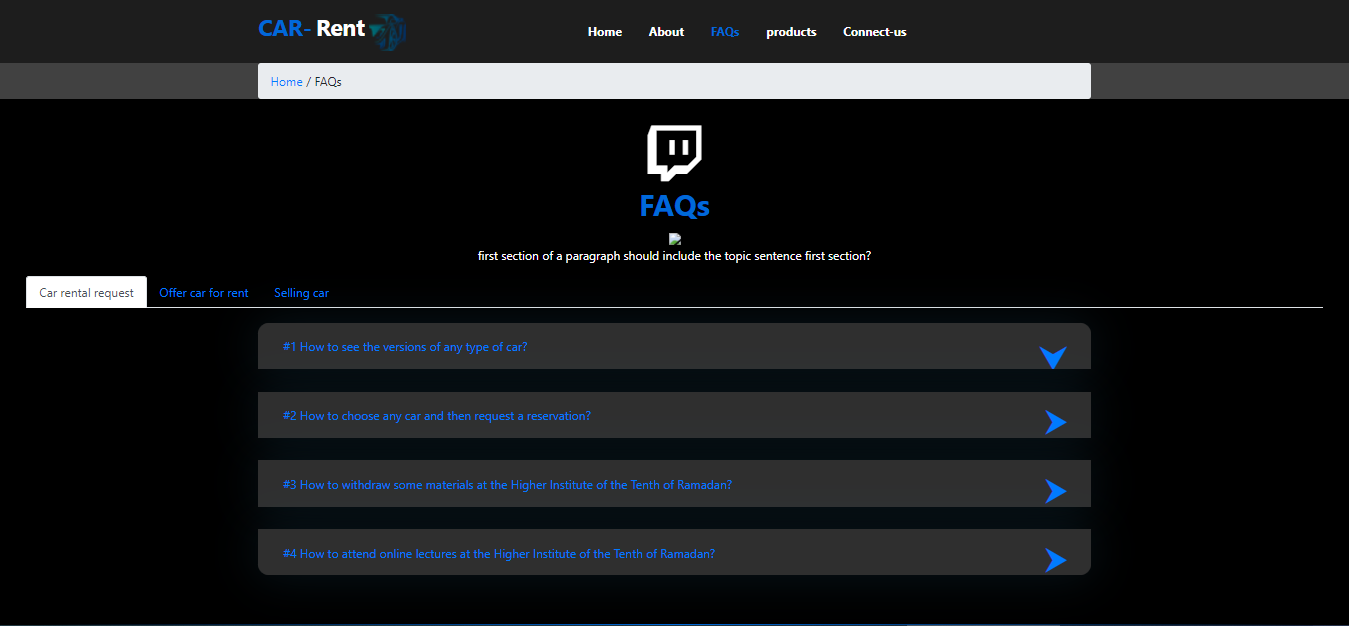 CAR- Rent
Home About FAQs products Connect-us
Home / FAQs
FAQs
first section of a paragraph should include the topic sentence first section?
Car rental request Offer car for rent Selling car
#1 How to see the versions of any type of car?
#2 How to choose any car and then request a reservation?
#3 How to withdraw some materials at the Higher Institute of the Tenth of Ramadan?
#4 How to attend online lectures at the Higher Institute of the Tenth of Ramadan?